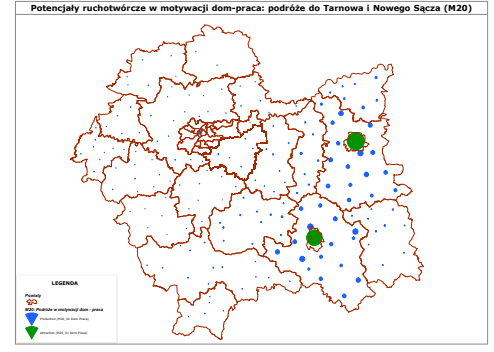 Potencjały ruchotwórcze w motywacji dom-praca: podróże do Tarnowa i Nowego Sącza (M20)
LEGENDA
Powiaty
M20: Podróże w motywacji dom - praca